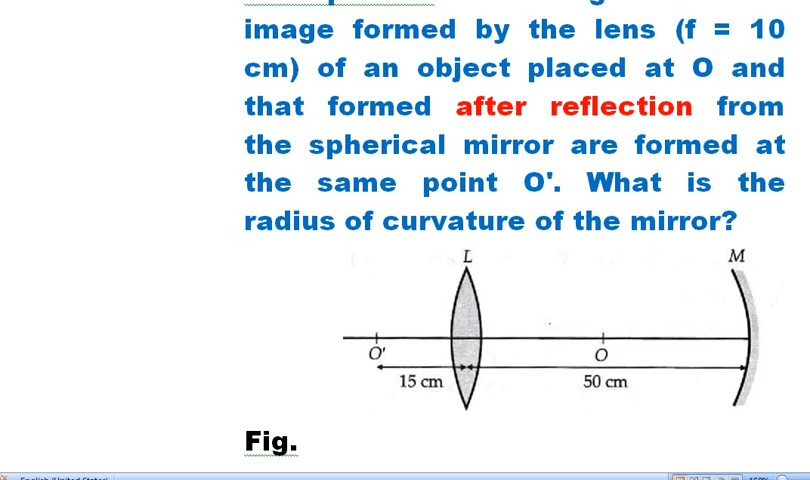 image formed by the lens (f = 10
cm) of an object placed at O and
that formed after reflection from
the spherical mirror are formed at
the same point O'. What is the
radius of curvature of the mirror?
L
M
O'
O
15 cm
50 cm
Fig.